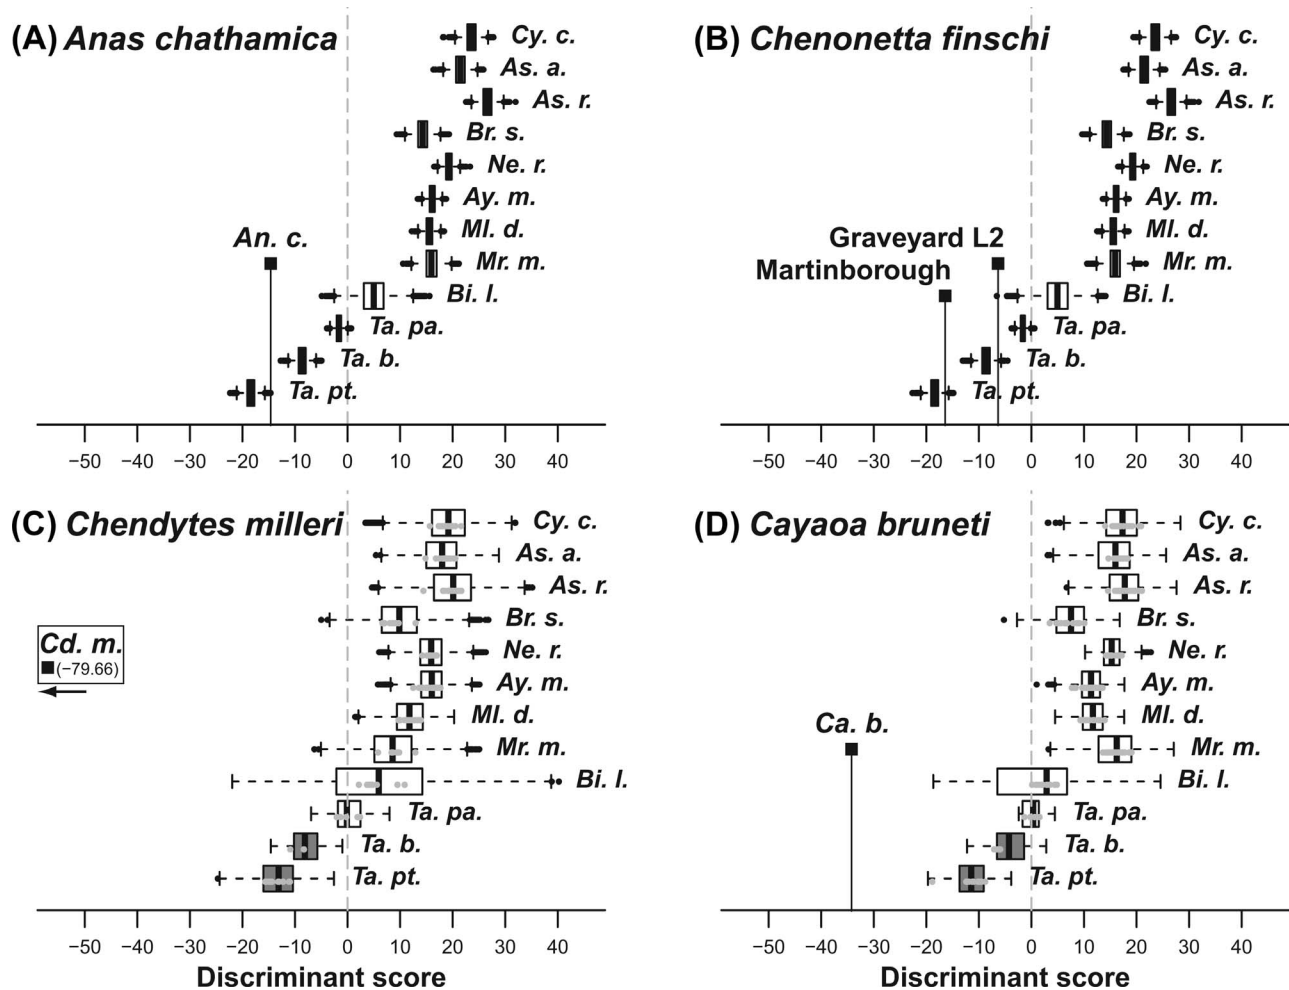 (A) Anas chathamica
Cy. c.
As. a.
As. r.
Br. s.
Ne. r.
Ay. m.
Ml. d.
An. c.
Mr. m.
Bi. l.
Ta. pa.
Ta. b.
Ta. pt.
−50 −40 −30 −20 −10 0 10 20 30 40
(B) Chenonetta finschi
Cy. c.
As. a.
As. r.
Br. s.
Ne. r.
Ay. m.
Ml. d.
Graveyard L2
Mr. m.
Martinborough
Bi. l.
Ta. pa.
Ta. b.
Ta. pt.
−50 −40 −30 −20 −10 0 10 20 30 40
(C) Chendytes milleri
Cy. c.
As. a.
As. r.
Br. s.
Cd. m.
(−79.66)
Ne. r.
Ay. m.
Ml. d.
Mr. m.
Bi. l.
Ta. pa.
Ta. b.
Ta. pt.
−50 −40 −30 −20 −10 0 10 20 30 40
Discriminant score
(D) Cayaoa bruneti
Cy. c.
As. a.
As. r.
Br. s.
Ne. r.
Ay. m.
Ml. d.
Ca. b.
Mr. m.
Bi. l.
Ta. pa.
Ta. b.
Ta. pt.
−50 −40 −30 −20 −10 0 10 20 30 40
Discriminant score